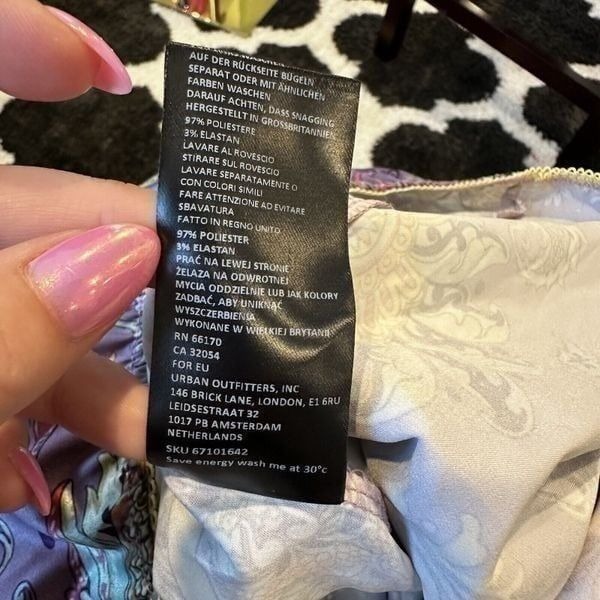 AUF DER RÜCKSEITE BÜGELN
SEPARAT ODER MIT ÄHNLICHEN
FARBEN WASCHEN
DARAUF ACHTEN, DASS SNAGGING
HERGESTELLT IN GROSSBRITANNIEN
97% POLIESTERE
3% ELASTAN
LAVARE AL ROVESCIO
STIRARE SUL ROVESCIO
LAVARE SEPARATAMENTE O
CON COLORI SIMILI
FARE ATTENZIONE AD EVITARE
SBAVATURA
FATTO IN REGNO UNITO
97% POLIESTER
3% ELASTAN
PRAĆ NA LEWEJ STRONIE
ŻELAZA NA ODWROTNEJ
MYCIA ODDZIELNIE LUB JAK KOLORY
ZADBAĆ, ABY UNIKNĄĆ
WYSZCZERBIENIA
WYKONANE W WIELKIEJ BRYTANII
RN 66170
CA 32054
FOR EU
URBAN OUTFITTERS, INC
146 BRICK LANE, LONDON, E1 6RU
LEIDSESTRAAT 32
1017 PB AMSTERDAM
NETHERLANDS
SKU 67101642
Save energy wash me at 30°c